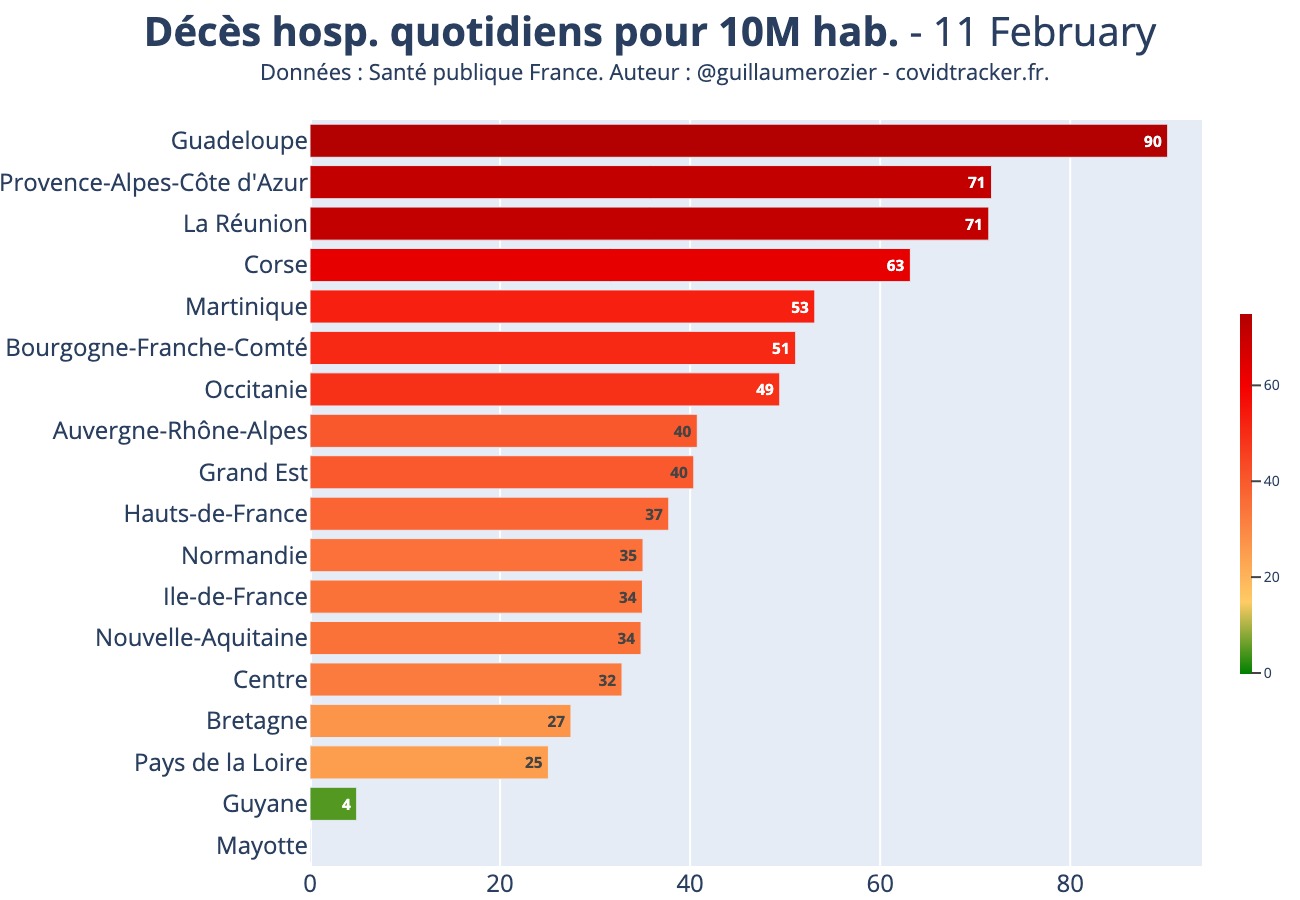 Décès hosp. quotidiens pour 10M hab. - 11 February
Données : Santé publique France. Auteur : @guillaumerozier - covidtracker.fr.
Guadeloupe 90
Provence-Alpes-Côte d'Azur 71
La Réunion 71
Corse 63
Martinique 53
Bourgogne-Franche-Comté 51
Occitanie 49
Auvergne-Rhône-Alpes 40
Grand Est 40
Hauts-de-France 37
Normandie 35
Ile-de-France 34
Nouvelle-Aquitaine 34
Centre 32
Bretagne 27
Pays de la Loire 25
Guyane 4
Mayotte
0 20 40 60 80
60
40
20
0